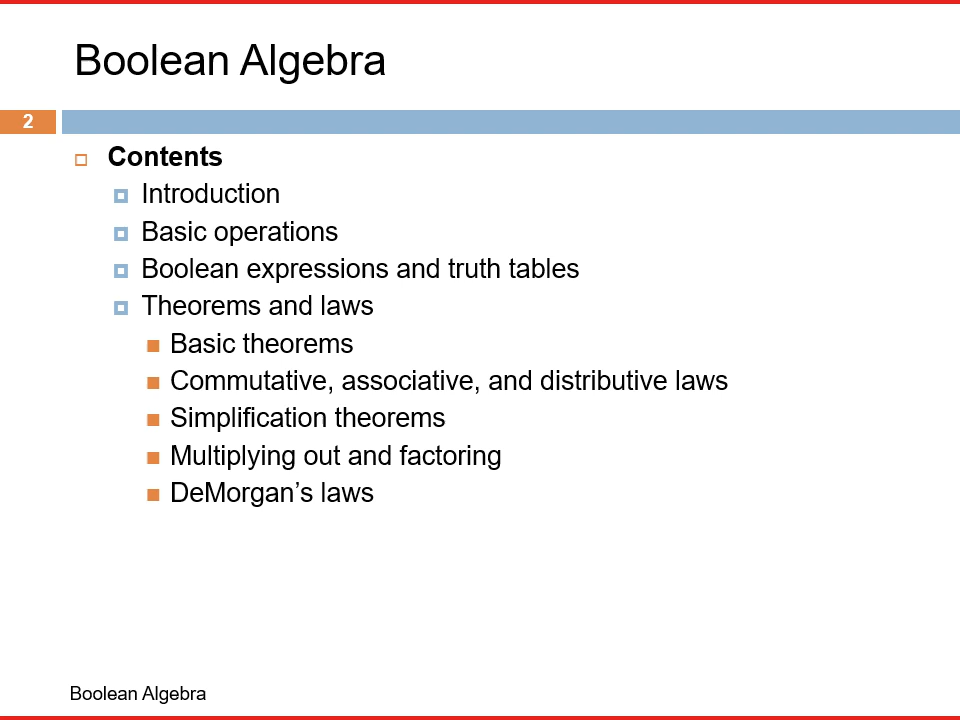 Boolean Algebra
2
Contents
Introduction
Basic operations
Boolean expressions and truth tables
Theorems and laws
Basic theorems
Commutative, associative, and distributive laws
Simplification theorems
Multiplying out and factoring
DeMorgan’s laws
Boolean Algebra